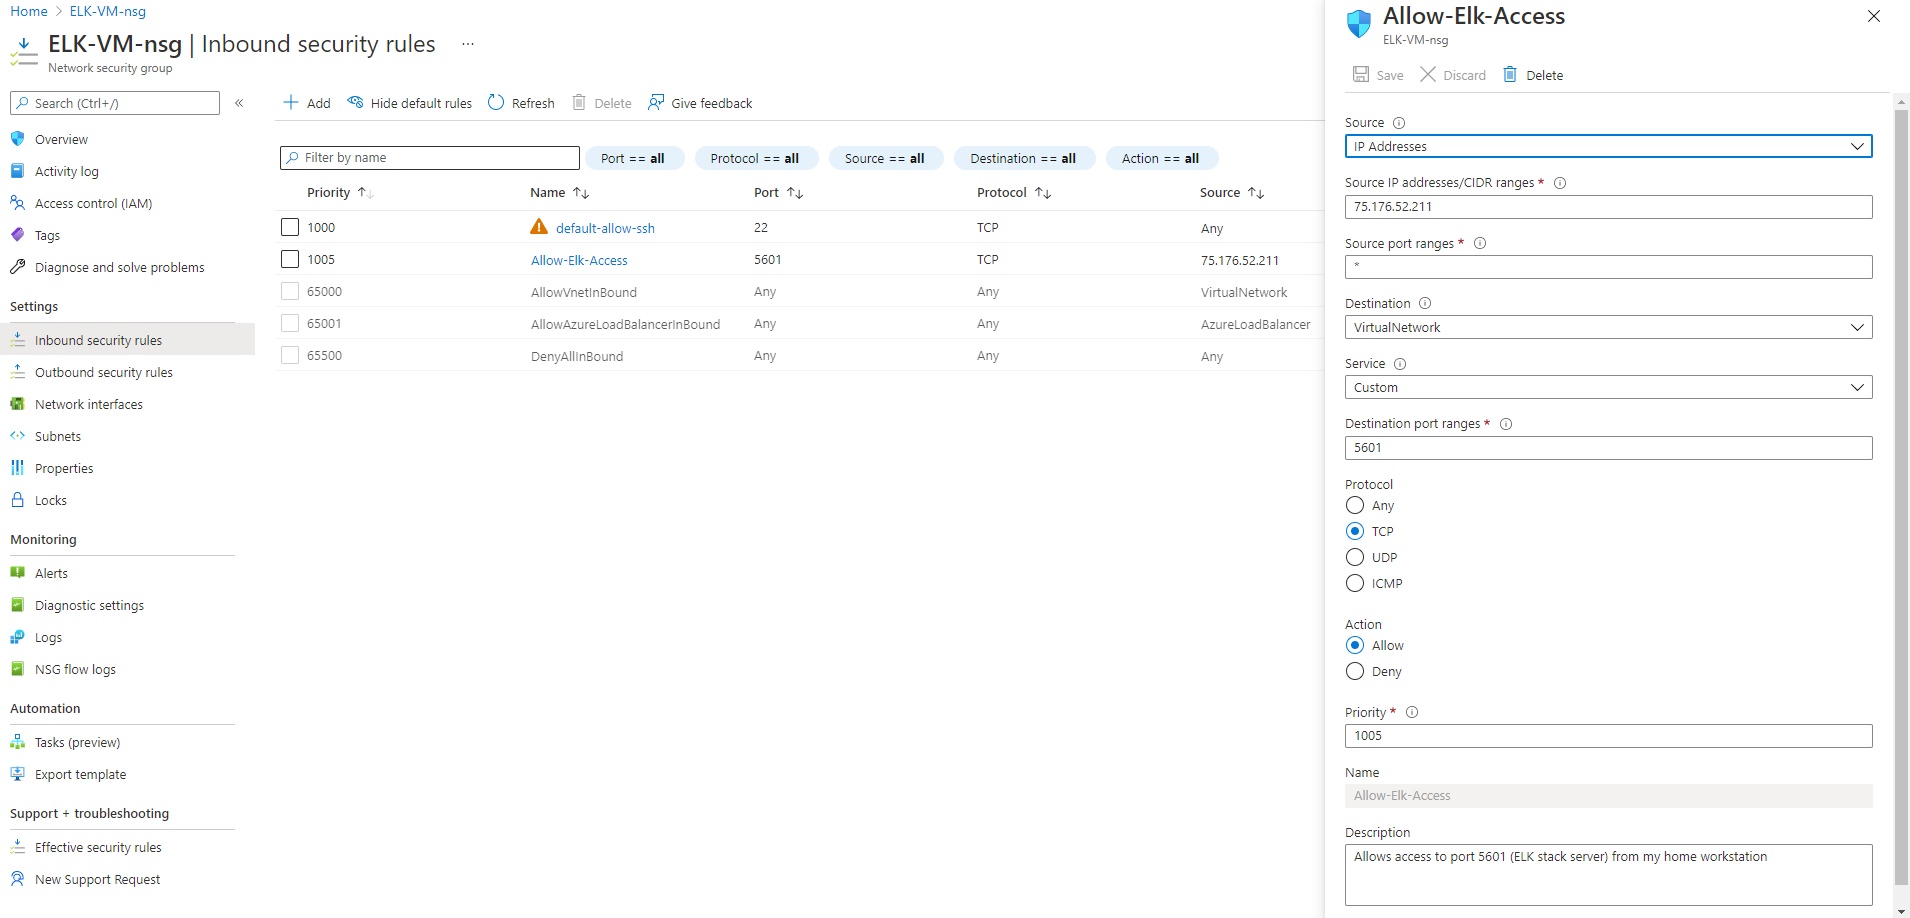 Home > ELK-VM-nsg
ELK-VM-nsg | Inbound security rules ...
Network security group
Search (Ctrl+/) «
Overview
Activity log
Access control (IAM)
Tags
Diagnose and solve problems
Settings
Inbound security rules
Outbound security rules
Network interfaces
Subnets
Properties
Locks
Monitoring
Alerts
Diagnostic settings
Logs
NSG flow logs
Automation
Tasks (preview)
Export template
Support + troubleshooting
Effective security rules
New Support Request
Add Hide default rules Refresh Delete Give feedback
Filter by name Port == all Protocol == all Source == all Destination == all Action == all
Priority ↑↓ Name ↑↓ Port ↑↓ Protocol ↑↓ Source ↑↓
1000 default-allow-ssh 22 TCP Any
1005 Allow-Elk-Access 5601 TCP 75.176.52.211
65000 AllowVnetInBound Any Any VirtualNetwork
65001 AllowAzureLoadBalancerInBound Any Any AzureLoadBalancer
65500 DenyAllInBound Any Any Any
Allow-Elk-Access
ELK-VM-nsg
Save Discard Delete
Source
IP Addresses
Source IP addresses/CIDR ranges *
75.176.52.211
Source port ranges *
*
Destination
VirtualNetwork
Service
Custom
Destination port ranges *
5601
Protocol
Any
TCP
UDP
ICMP
Action
Allow
Deny
Priority *
1005
Name
Allow-Elk-Access
Description
Allows access to port 5601 (ELK stack server) from my home workstation